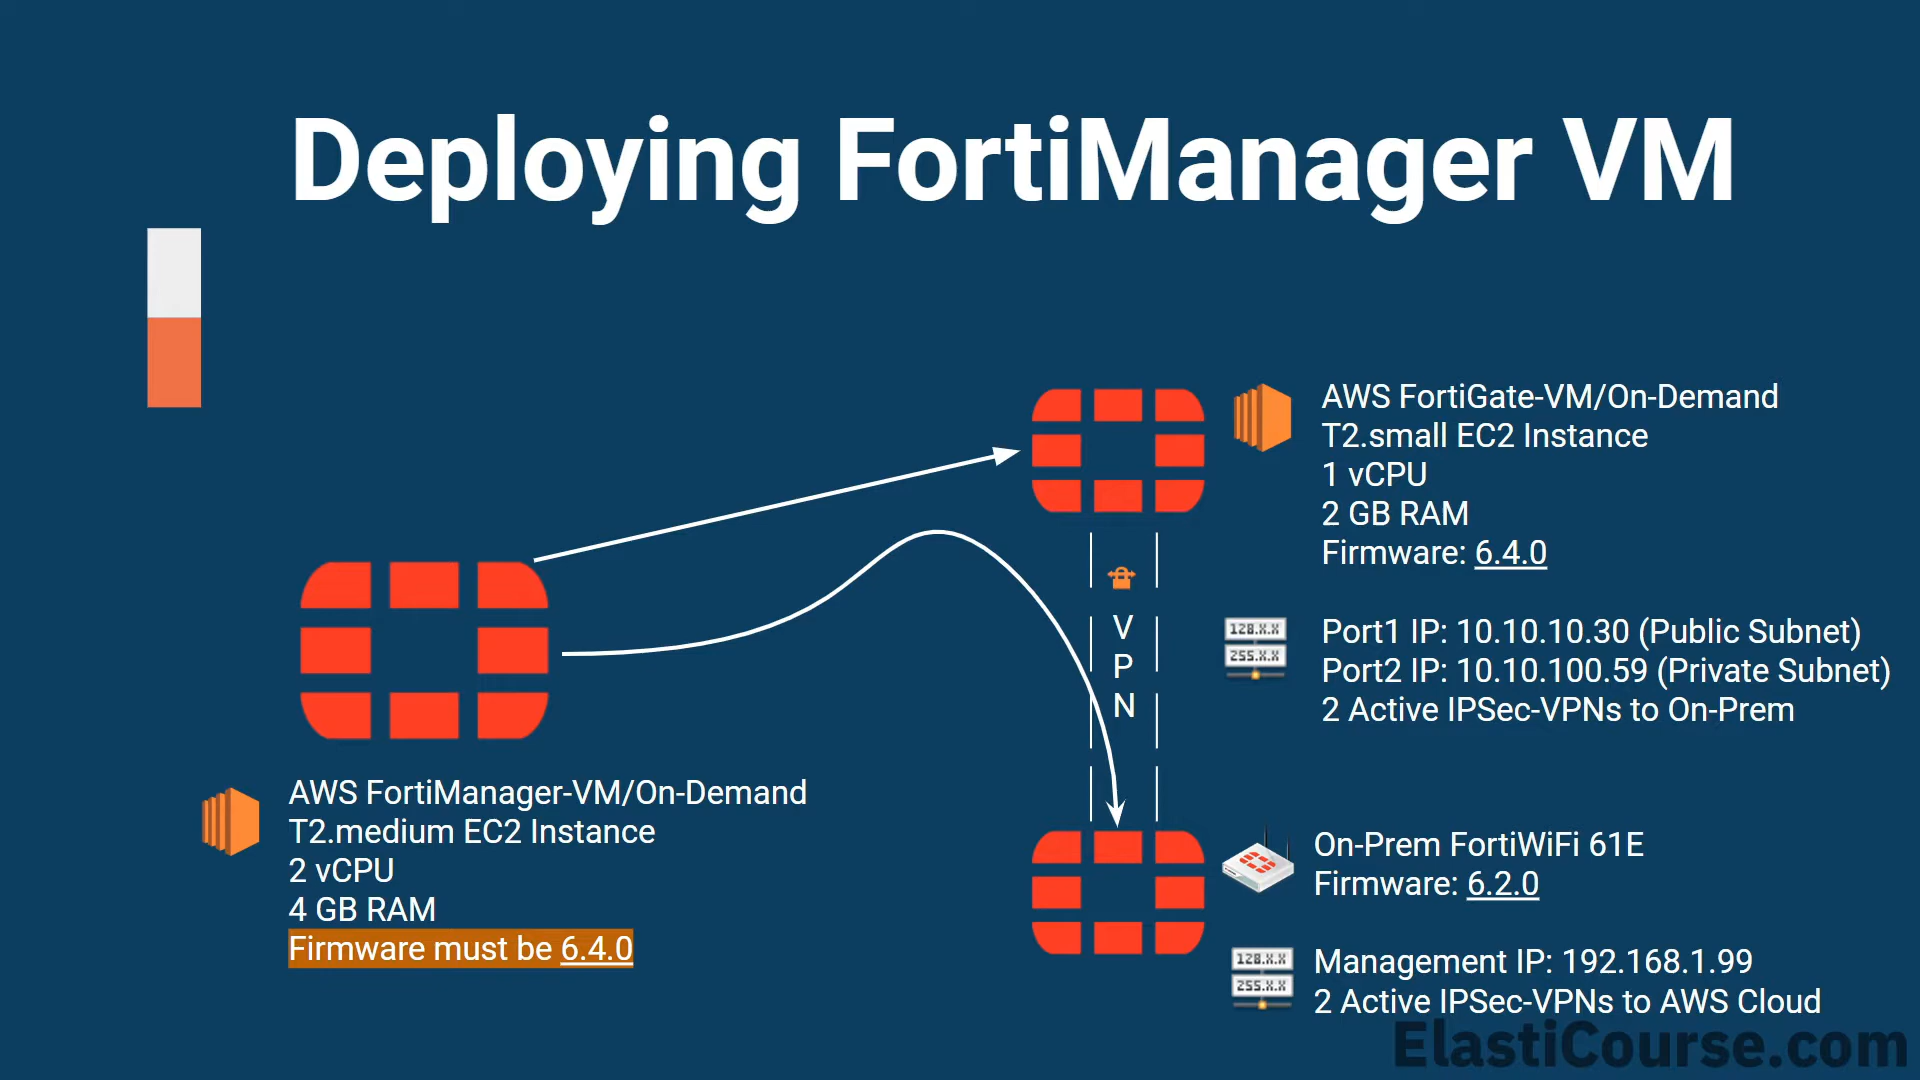 Deploying FortiManager VM
AWS FortiGate-VM/On-Demand
T2.small EC2 Instance
1 vCPU
2 GB RAM
Firmware: 6.4.0
128.X.X
255.X.X
Port1 IP: 10.10.10.30 (Public Subnet)
Port2 IP: 10.10.100.59 (Private Subnet)
2 Active IPSec-VPNs to On-Prem
V
P
N
AWS FortiManager-VM/On-Demand
T2.medium EC2 Instance
2 vCPU
4 GB RAM
Firmware must be 6.4.0
On-Prem FortiWiFi 61E
Firmware: 6.2.0
128.X.X
255.X.X
Management IP: 192.168.1.99
2 Active IPSec-VPNs to AWS Cloud
ElastiCourse.com